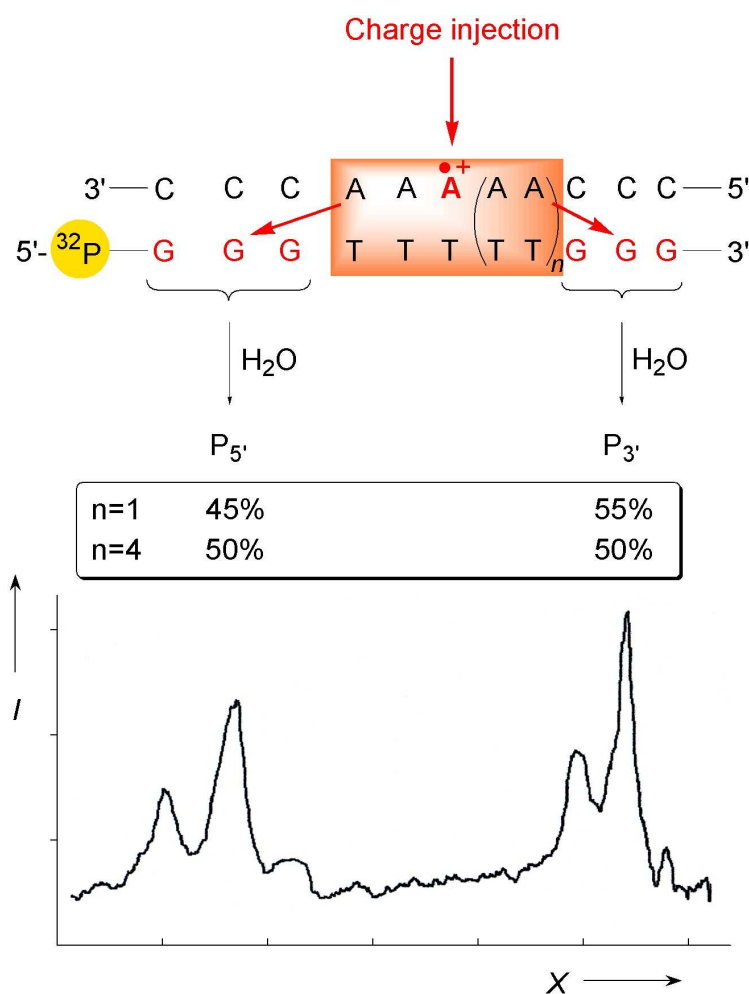 Charge injection
•+
3' C C C A A A (A A) C C C 5'
5'- 32P G G G T T T (T T)n G G G 3'
H2O H2O
P5' P3'
n=1 45% 55%
n=4 50% 50%
I
X